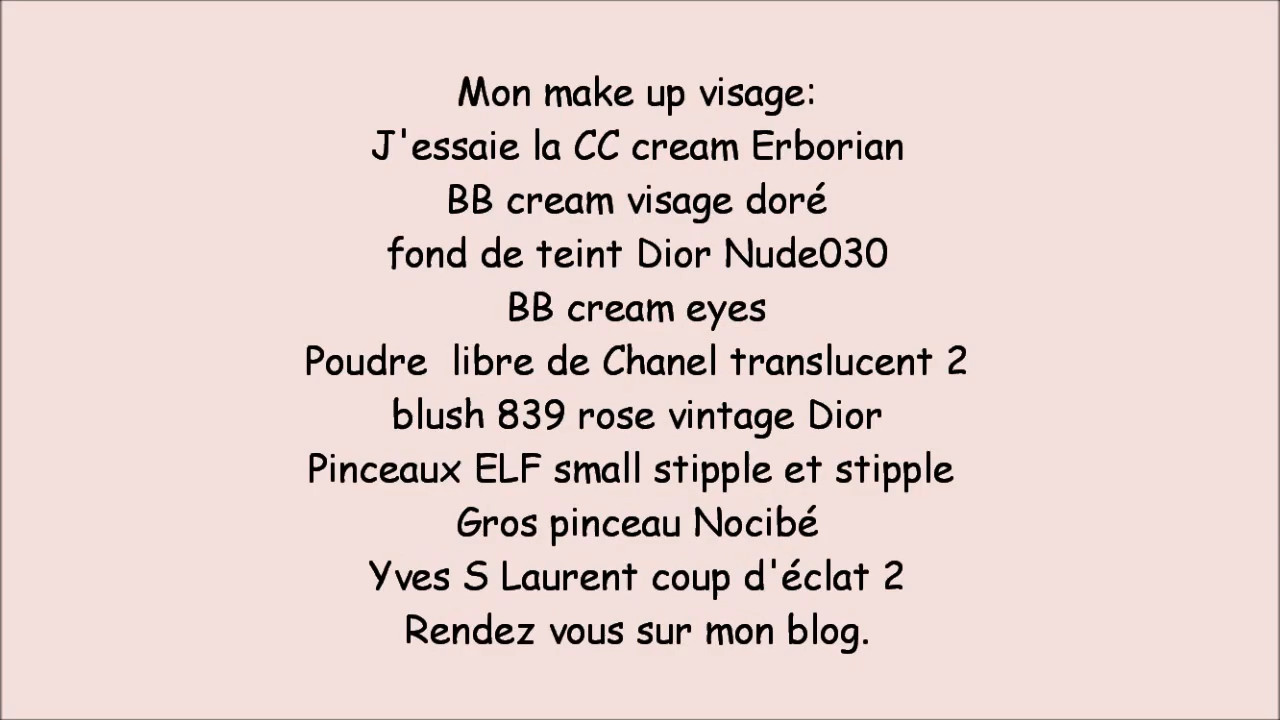 Mon make up visage:
J'essaie la CC cream Erborian
BB cream visage doré
fond de teint Dior Nude030
BB cream eyes
Poudre  libre de Chanel translucent 2
blush 839 rose vintage Dior
Pinceaux ELF small stipple et stipple
Gros pinceau Nocibé
Yves S Laurent coup d'éclat 2
Rendez vous sur mon blog.